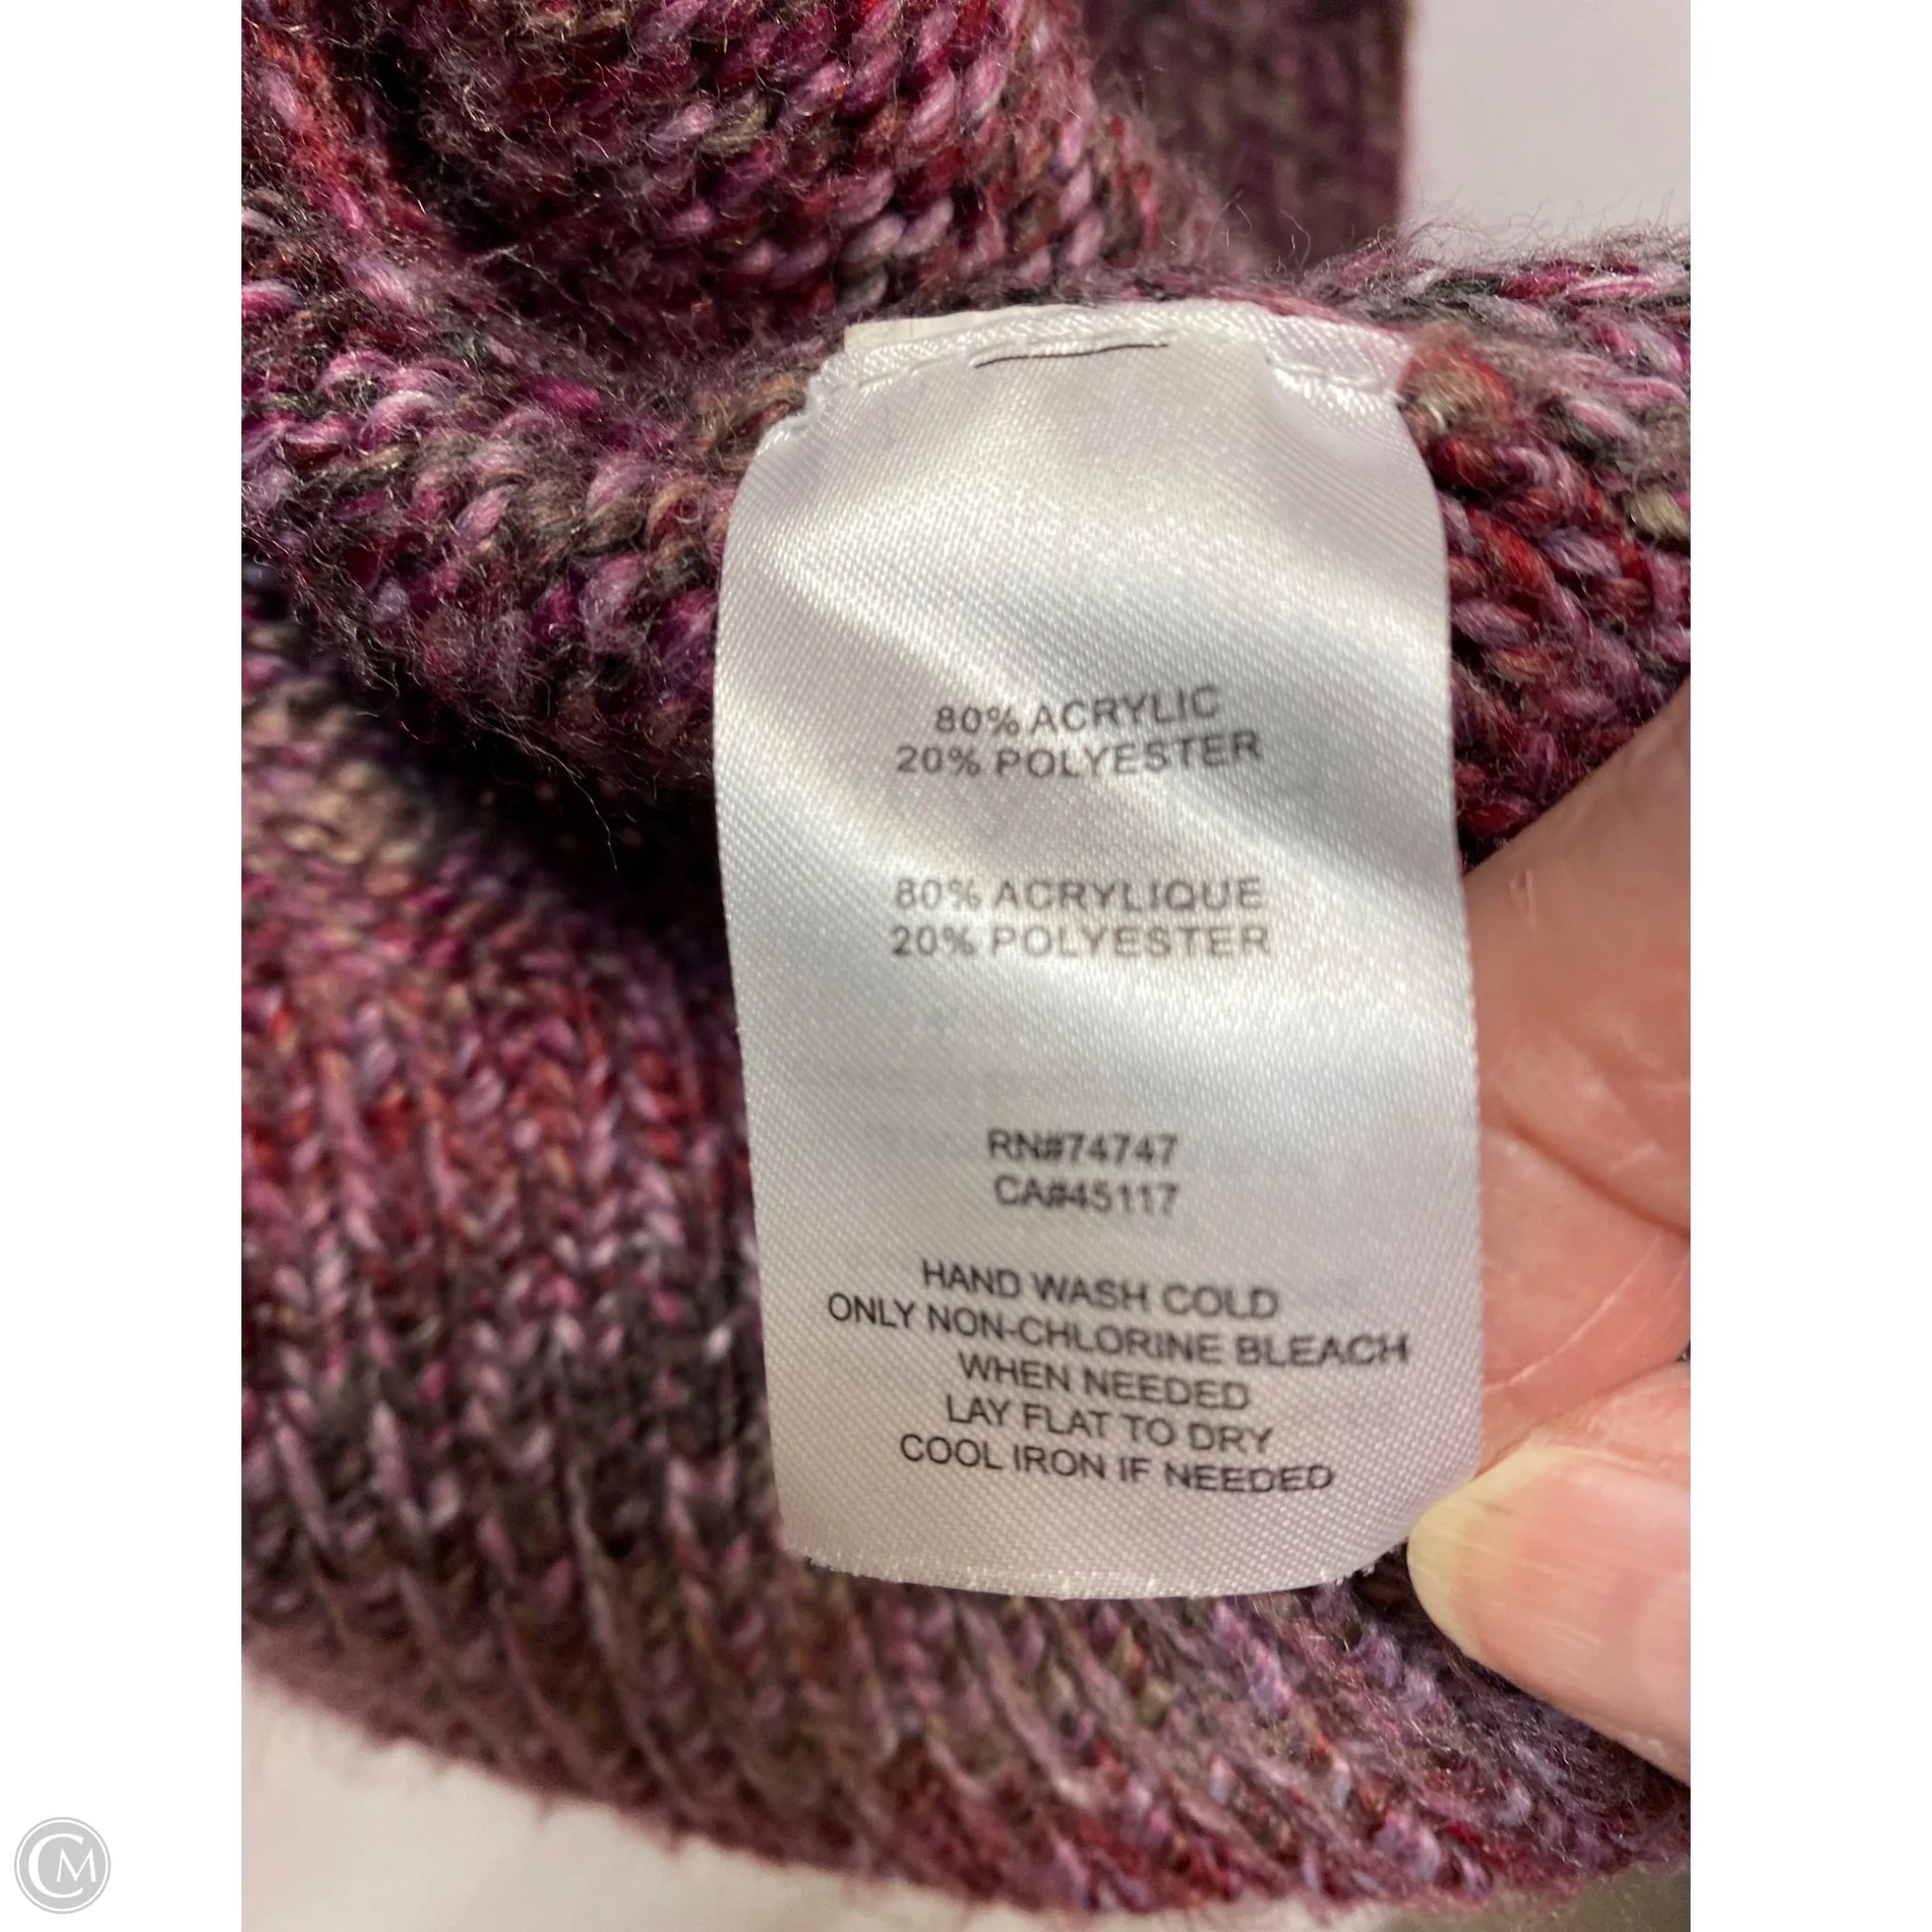 80% ACRYLIC
20% POLYESTER
80% ACRYLIQUE
20% POLYESTER
RN#74747
CA#45117
HAND WASH COLD
ONLY NON-CHLORINE BLEACH
WHEN NEEDED
LAY FLAT TO DRY
COOL IRON IF NEEDED
CM